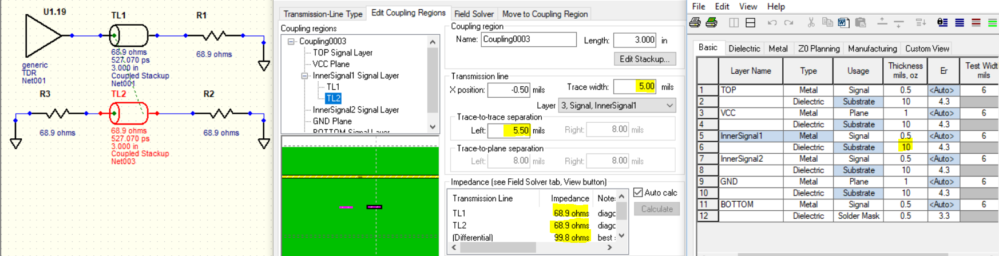 U1.19
TL1
R1
68.9 ohms
527.070 ps
3.000 in
Coupled Stackup
Net001
68.9 ohms
generic
TDR
Net001
R3
TL2
R2
68.9 ohms
68.9 ohms
527.070 ps
3.000 in
Coupled Stackup
Net003
68.9 ohms
Transmission-Line Type
Edit Coupling Regions
Field Solver
Move to Coupling Region
Coupling regions
Coupling0003
TOP Signal Layer
VCC Plane
InnerSignal1 Signal Layer
TL1
TL2
InnerSignal2 Signal Layer
GND Plane
BOTTOM Signal Layer
Coupling region
Name: Coupling0003 Length: 3.000 in
Edit Stackup...
Transmission line
X position: -0.50 mils Trace width: 5.00 mils
Layer 3, Signal, InnerSignal1
Trace-to-trace separation
Left: 5.50 mils Right: 8.00 mils
Trace-to-plane separation
Left: 8.00 mils Right: 8.00 mils
Impedance (see Field Solver tab, View button)
Transmission Line Impedance Note:
TL1 68.9 ohms diagc
TL2 68.9 ohms diagc
(Differential) 99.8 ohms best :
Auto calc
Calculate
File Edit View Help
Basic Dielectric Metal Z0 Planning Manufacturing Custom View
Layer Name Type Usage Thickness mils, oz Er Test Widt mils
1 TOP Metal Signal 0.5 <Auto> 6
2 Dielectric Substrate 10 4.3
3 VCC Metal Plane 1 <Auto> 6
4 Dielectric Substrate 10 4.3
5 InnerSignal1 Metal Signal 0.5 <Auto> 6
6 Dielectric Substrate 10 4.3
7 InnerSignal2 Metal Signal 0.5 <Auto> 6
8 Dielectric Substrate 10 4.3
9 GND Metal Plane 1 <Auto> 6
10 Dielectric Substrate 10 4.3
11 BOTTOM Metal Signal 0.5 <Auto> 6
12 Dielectric Solder Mask 0.5 3.3